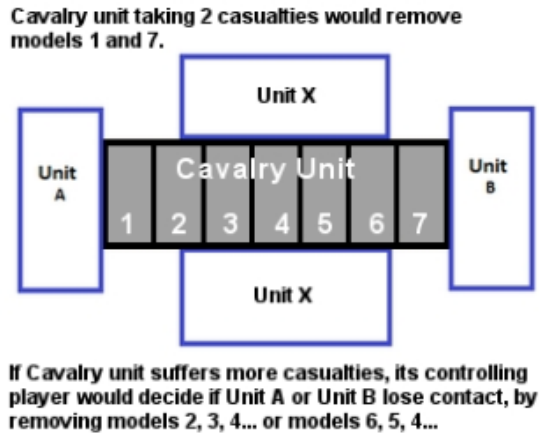 Cavalry unit taking 2 casualties would remove
models 1 and 7.
Unit X
Unit
A
Cavalry Unit
1 2 3 4 5 6 7
Unit
B
Unit X
If Cavalry unit suffers more casualties, its controlling
player would decide if Unit A or Unit B lose contact, by
removing models 2, 3, 4... or models 6, 5, 4...